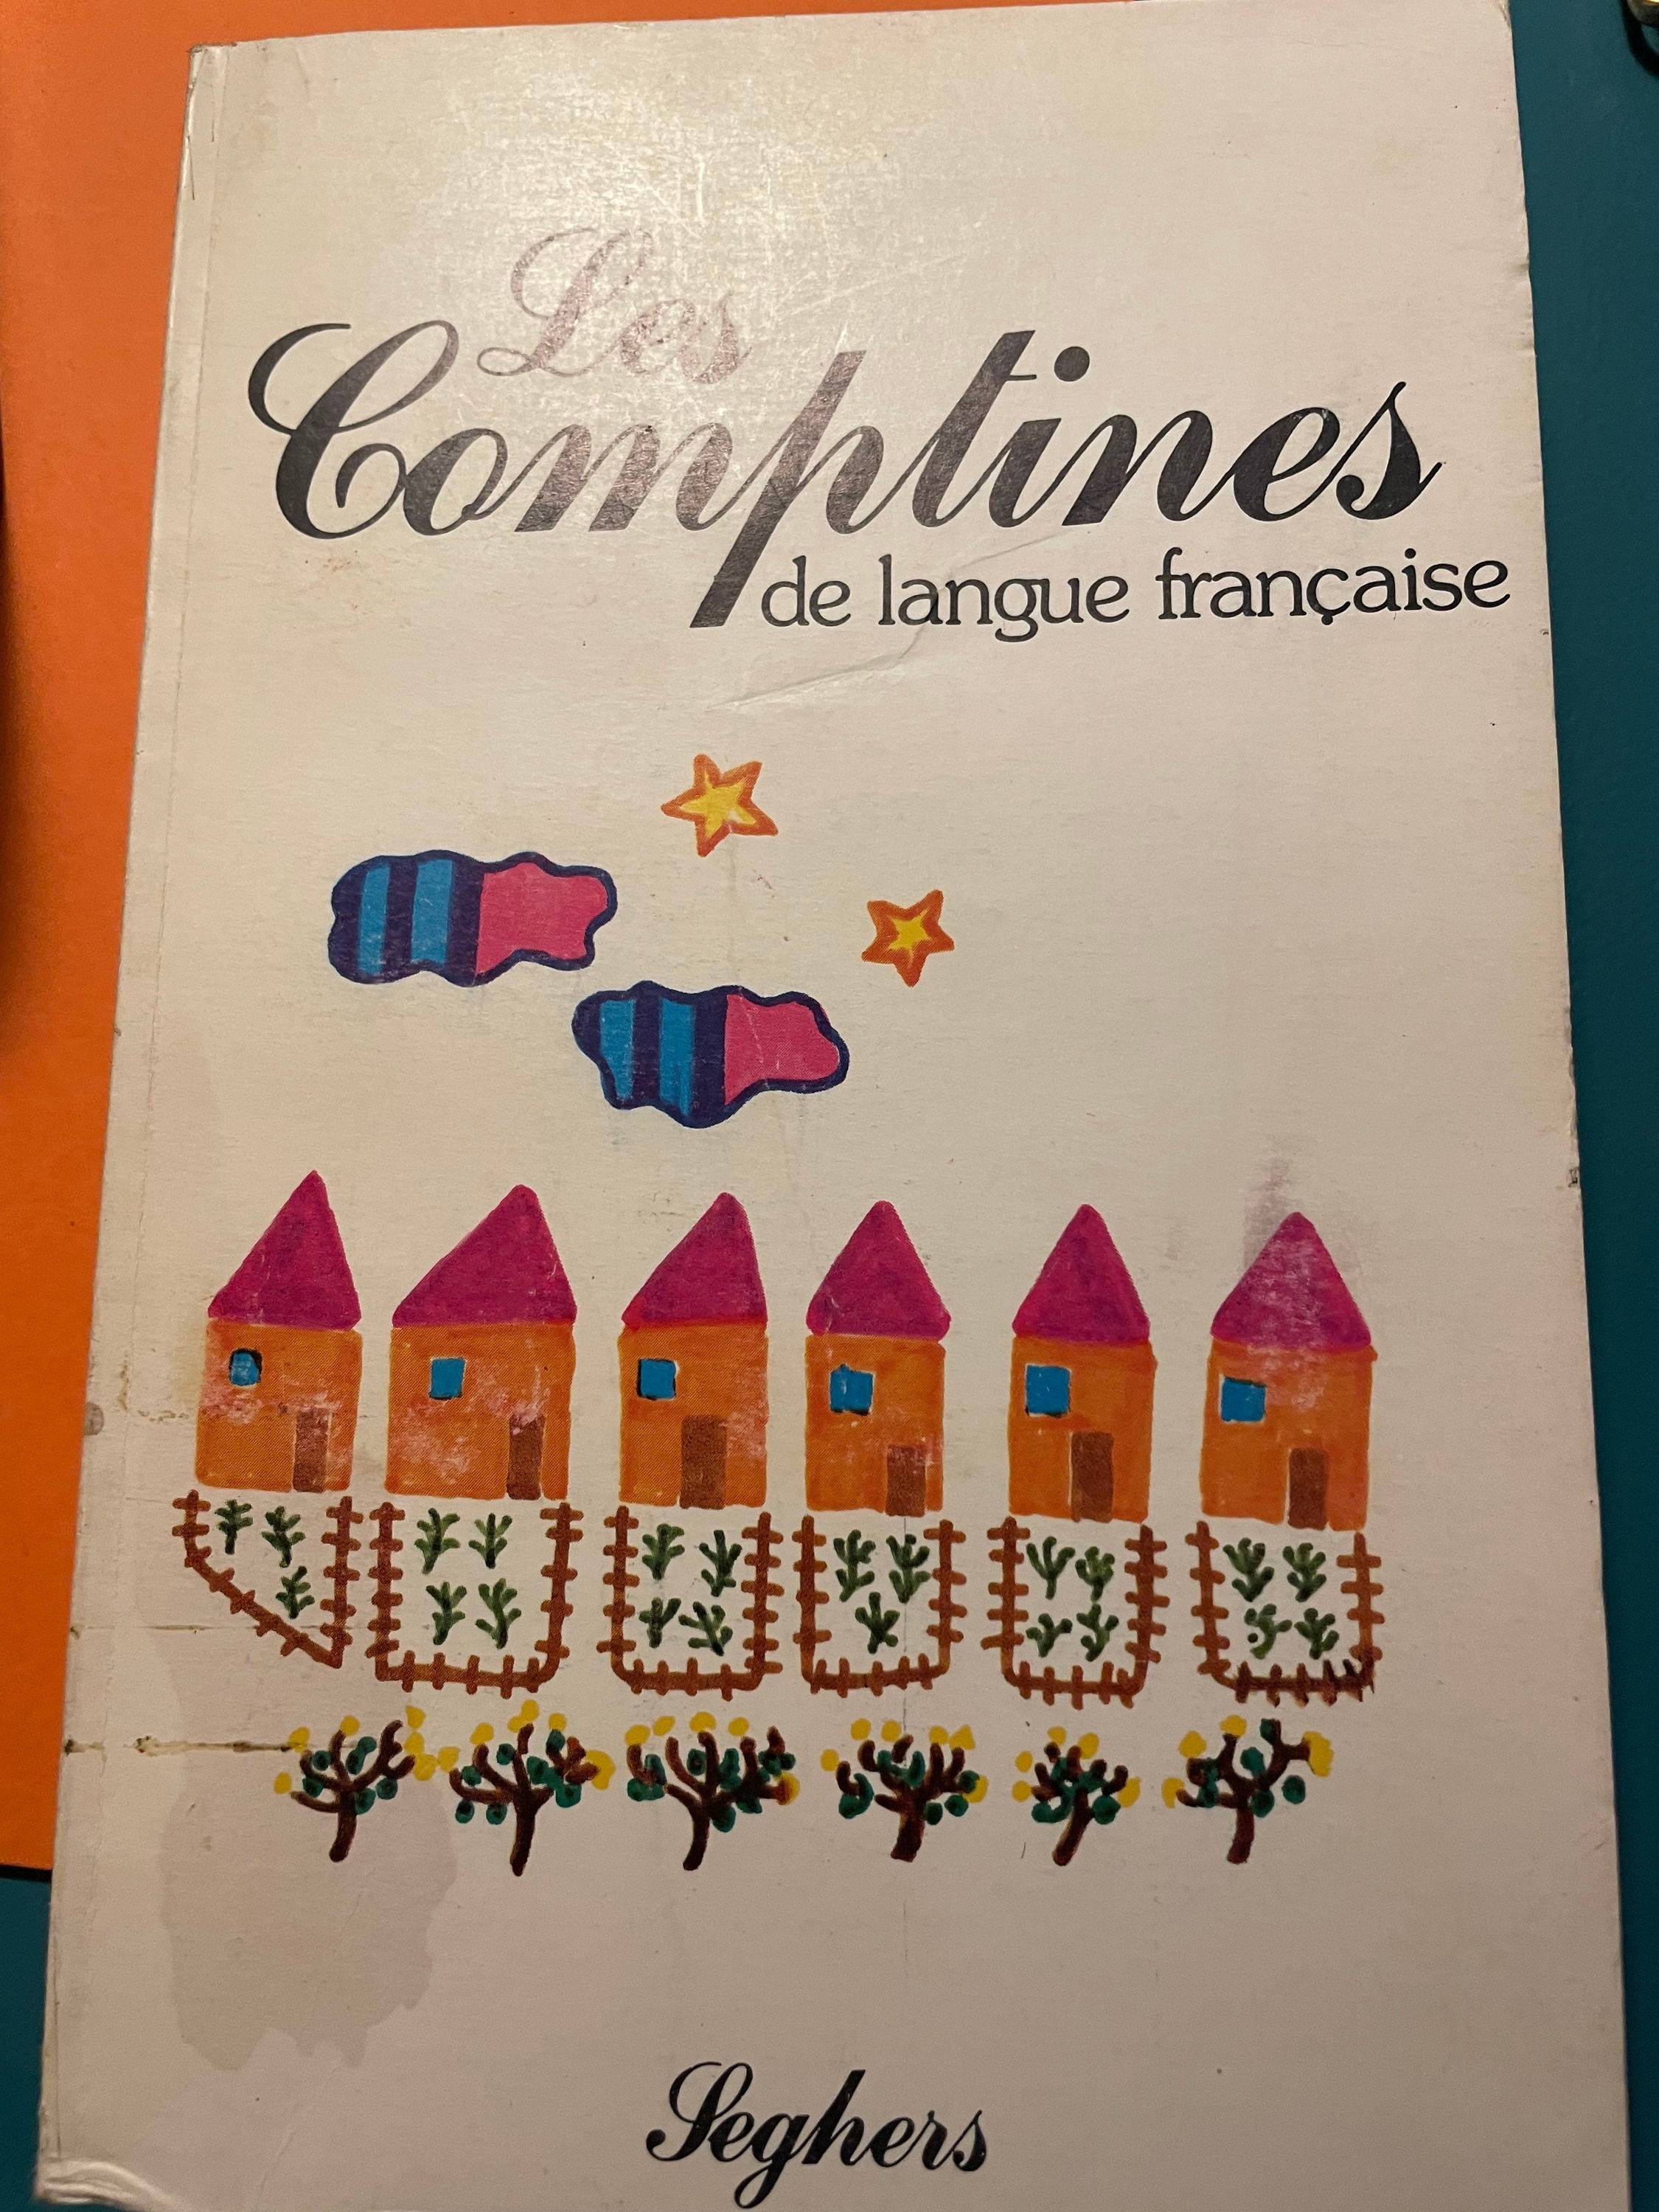 Les
Comptines
de langue française
Seghers